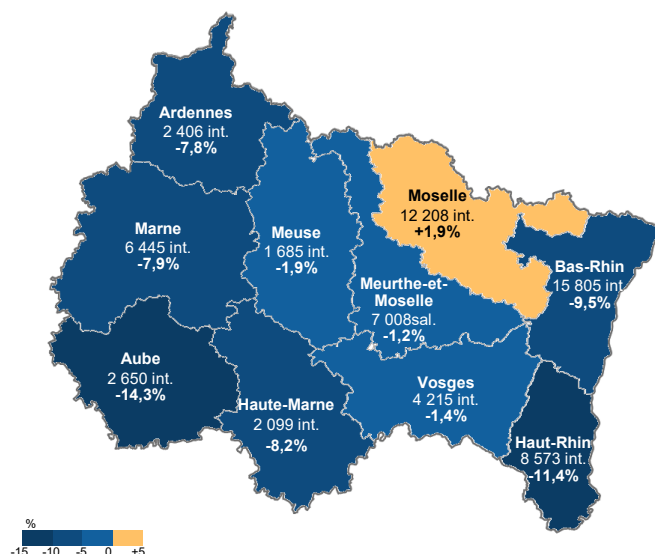 Ardennes
2 406 int.
-7,8%
Moselle
12 208 int.
+1,9%
Marne
6 445 int.
-7,9%
Meuse
1 685 int.
-1,9%
Meurthe-et-
Moselle
7 008sal.
-1,2%
Bas-Rhin
15 805 int.
-9,5%
Aube
2 650 int.
-14,3%
Haute-Marne
2 099 int.
-8,2%
Vosges
4 215 int.
-1,4%
Haut-Rhin
8 573 int.
-11,4%
%
-15 -10 -5 0 +5